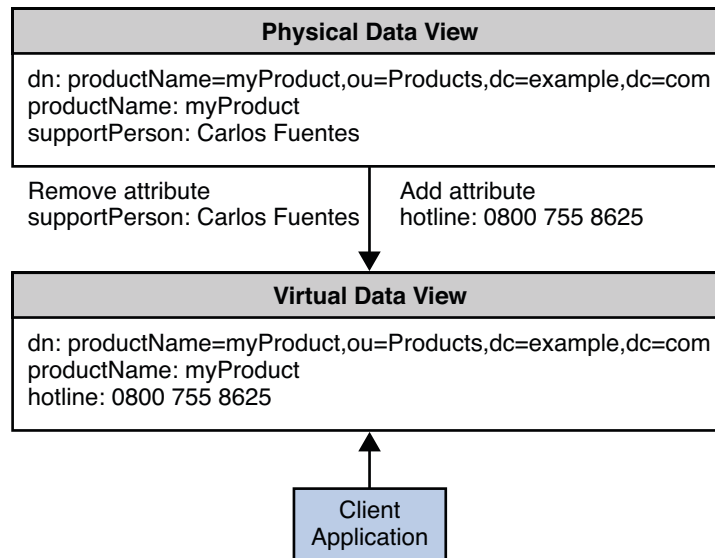 Physical Data View
dn: productName=myProduct,ou=Products,dc=example,dc=com
productName: myProduct
supportPerson: Carlos Fuentes
Remove attribute
supportPerson: Carlos Fuentes
Add attribute
hotline: 0800 755 8625
Virtual Data View
dn: productName=myProduct,ou=Products,dc=example,dc=com
productName: myProduct
hotline: 0800 755 8625
Client
Application